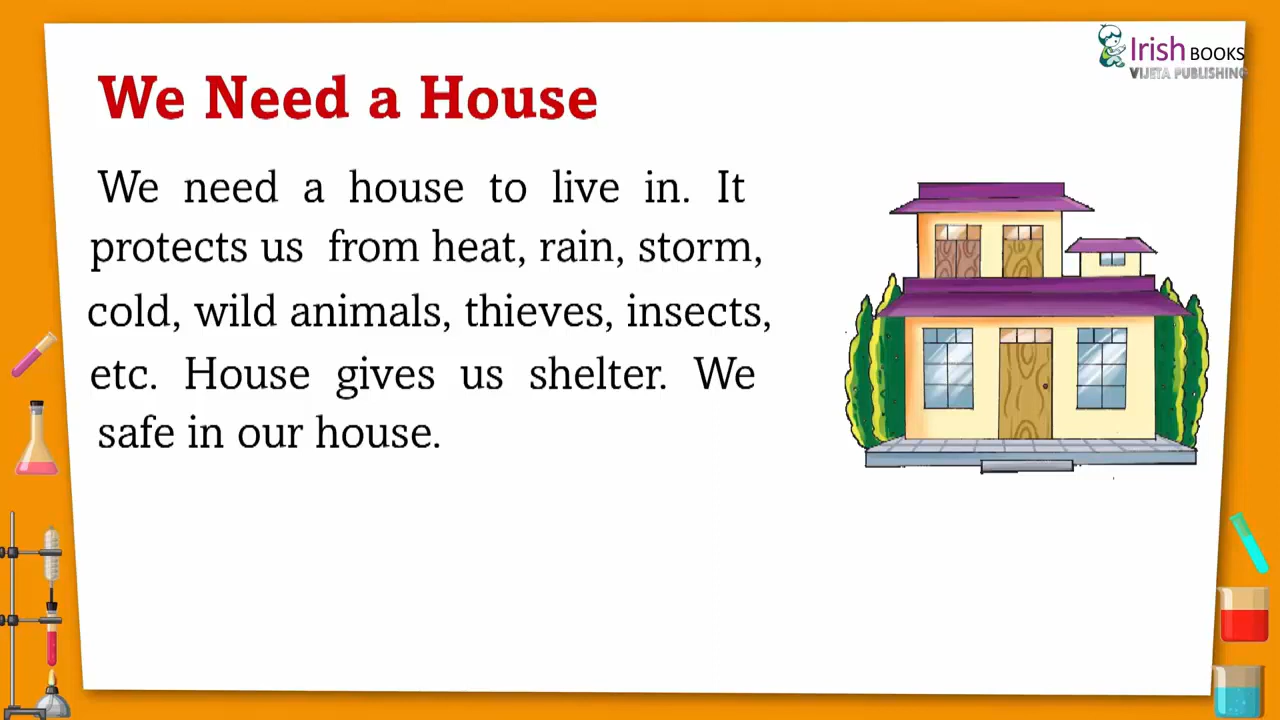 Irish BOOKS
VIJETA PUBLISHING
We Need a House
We need a house to live in. It
protects us from heat, rain, storm,
cold, wild animals, thieves, insects,
etc. House gives us shelter. We
safe in our house.